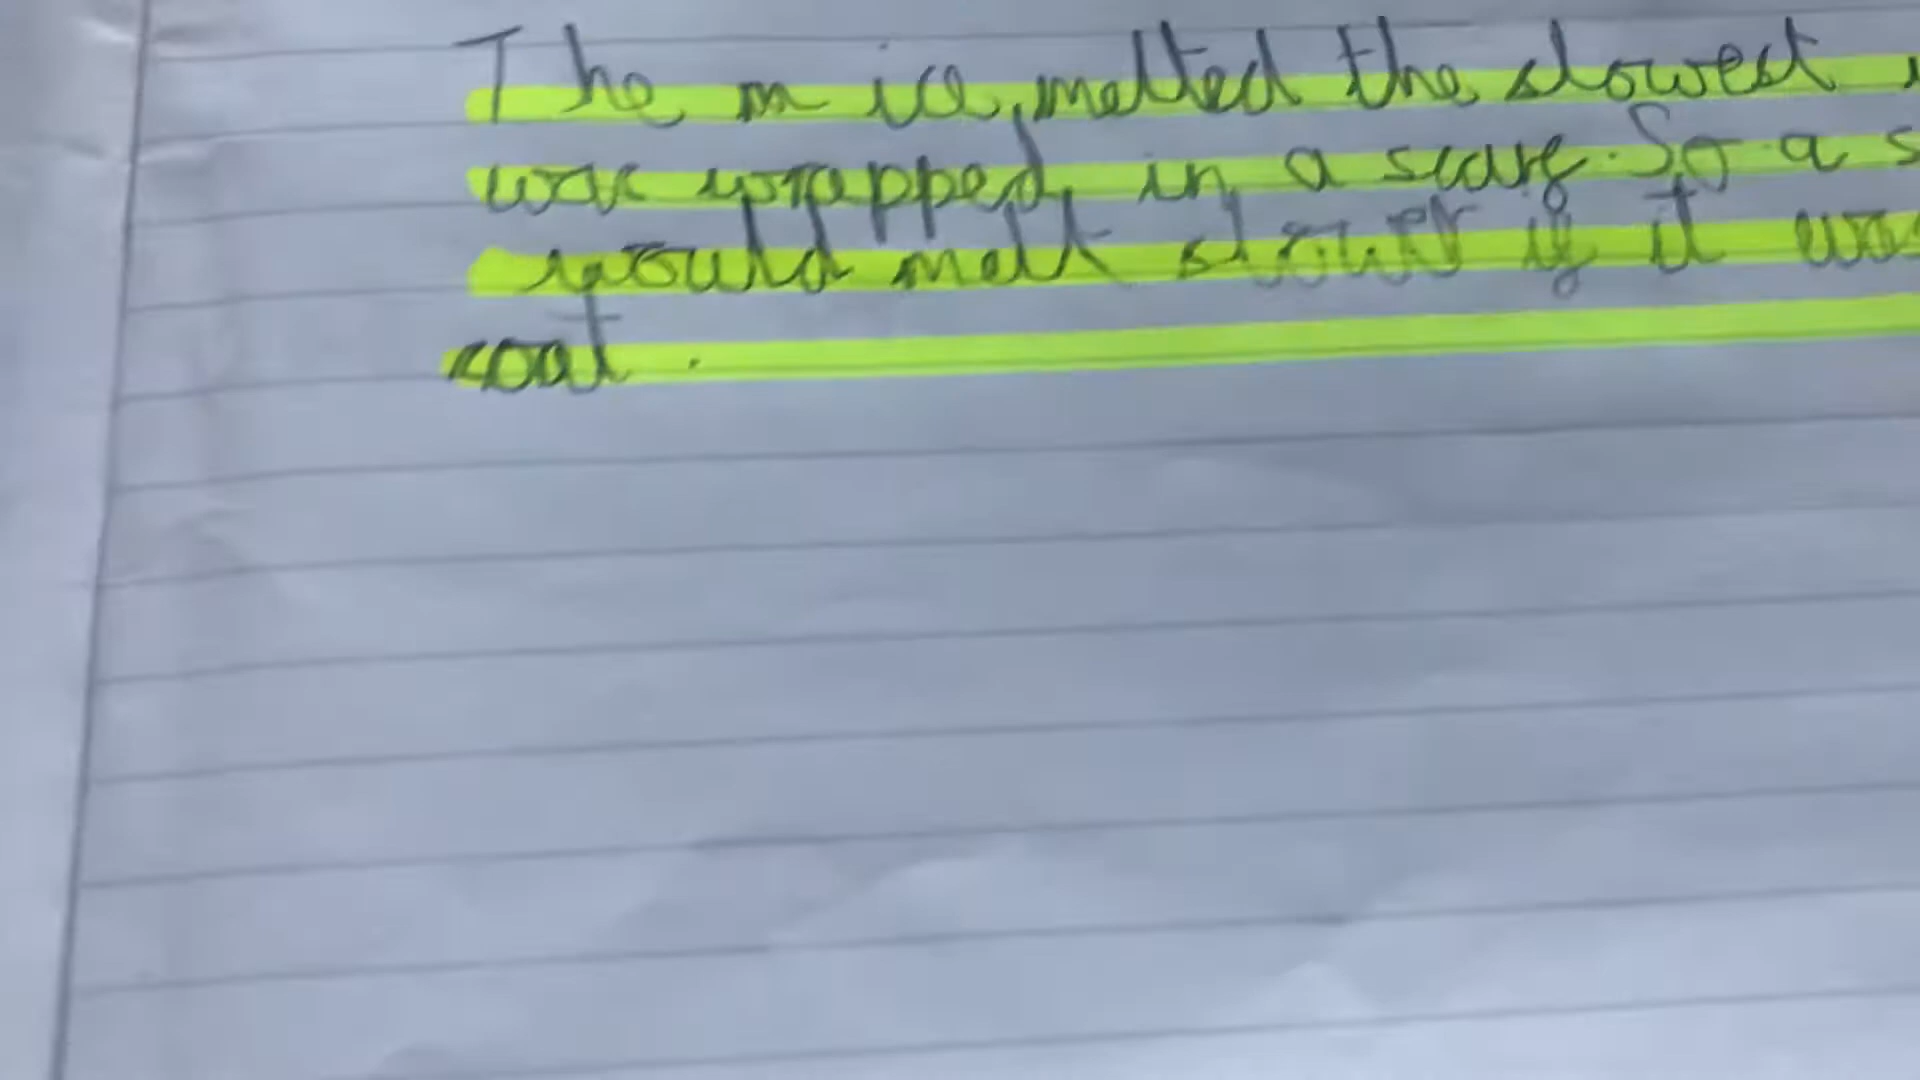 The m ice melted the slowest
was wrapped in a scarf. So a
would melt slower if it was
coat.